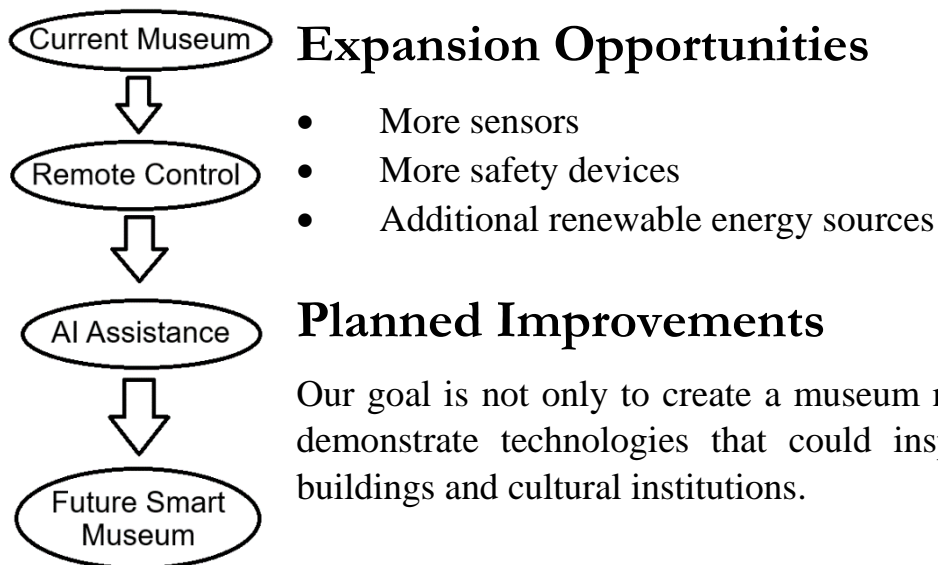 Current Museum
Remote Control
AI Assistance
Future Smart
Museum
Expansion Opportunities
• More sensors
• More safety devices
• Additional renewable energy sources
Planned Improvements
Our goal is not only to create a museum
demonstrate technologies that could
buildings and cultural institutions.